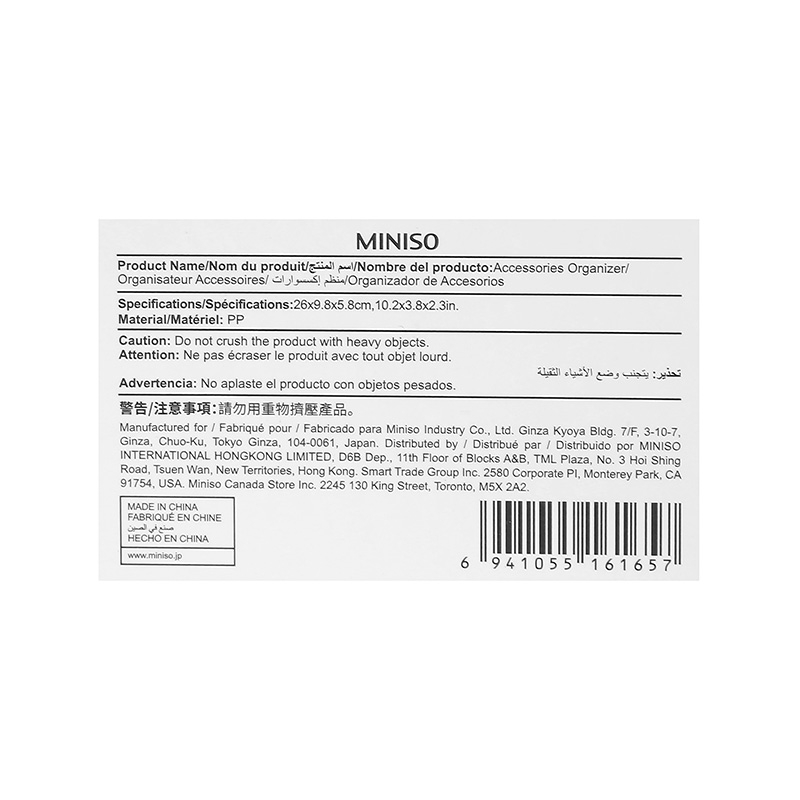 MINISO
Product Name/Nom du produit/اسم المنتج/Nombre del producto:Accessories Organizer/
Organisateur Accessoires/ منظم إكسسوارات/Organizador de Accesorios
Specifications/Spécifications:26x9.8x5.8cm,10.2x3.8x2.3in.
Material/Matériel: PP
Caution: Do not crush the product with heavy objects.
Attention: Ne pas écraser le produit avec tout objet lourd.
تحذير: يتجنب وضع الأشياء الثقيلة
Advertencia: No aplaste el producto con objetos pesados.
警告/注意事項:請勿用重物擠壓產品。
Manufactured for / Fabriqué pour / Fabricado para Miniso Industry Co., Ltd. Ginza Kyoya Bldg. 7/F, 3-10-7,
Ginza, Chuo-Ku, Tokyo Ginza, 104-0061, Japan. Distributed by / Distribué par / Distribuido por MINISO
INTERNATIONAL HONGKONG LIMITED, D6B Dep., 11th Floor of Blocks A&B, TML Plaza, No. 3 Hoi Shing
Road, Tsuen Wan, New Territories, Hong Kong. Smart Trade Group Inc. 2580 Corporate Pl, Monterey Park, CA
91754, USA. Miniso Canada Store Inc. 2245 130 King Street, Toronto, M5X 2A2.
MADE IN CHINA
FABRIQUÉ EN CHINE
صنع في الصين
HECHO EN CHINA
www.miniso.jp
6 941055 161657